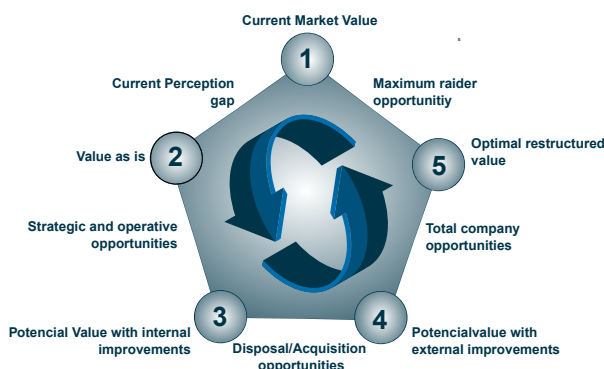 Current Market Value
1
Current Perception
gap
Maximum raider
opportunitiy
Value as is
2
5
Optimal restructured
value
Strategic and operative
opportunities
Total company
opportunities
3
4
Potencial Value with internal
improvements
Disposal/Acquisition
opportunities
Potencialvalue with
external improvements